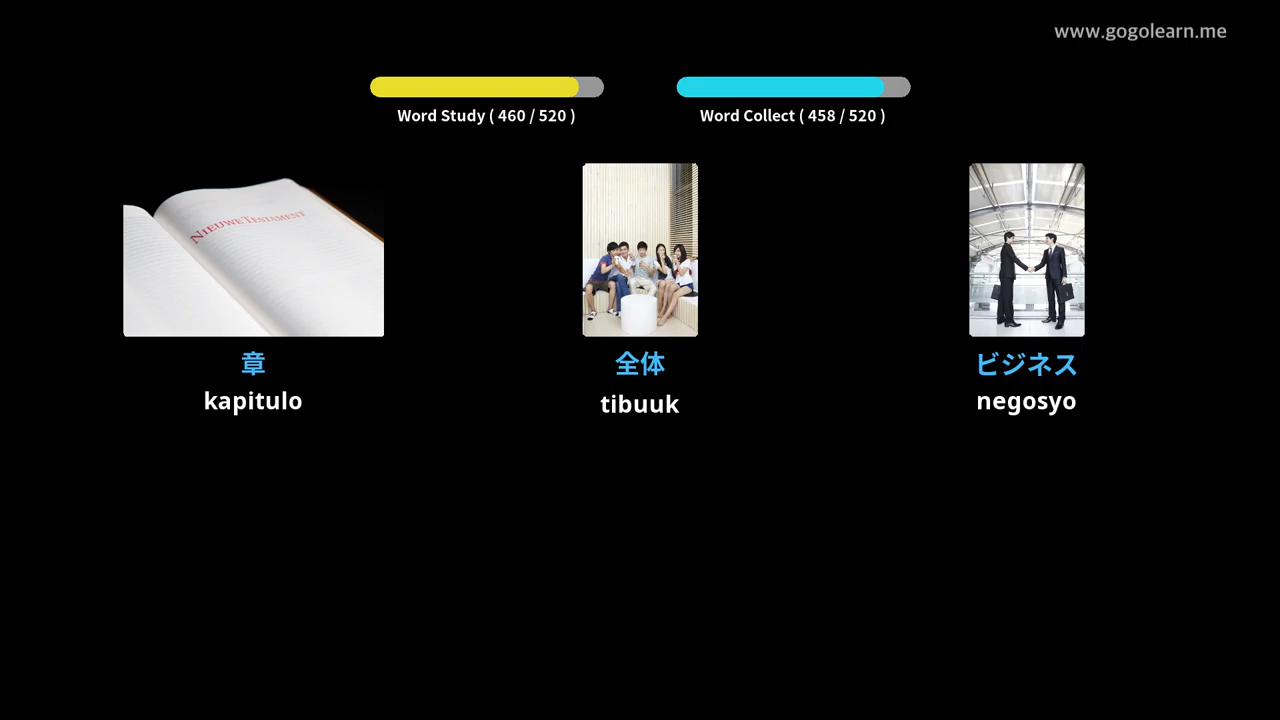 www.gogolearn.me
Word Study ( 460 / 520 )
Word Collect ( 458 / 520 )
NIEUWE TESTAMENT
章
kapitulo
全体
tibuuk
ビジネス
negosyo